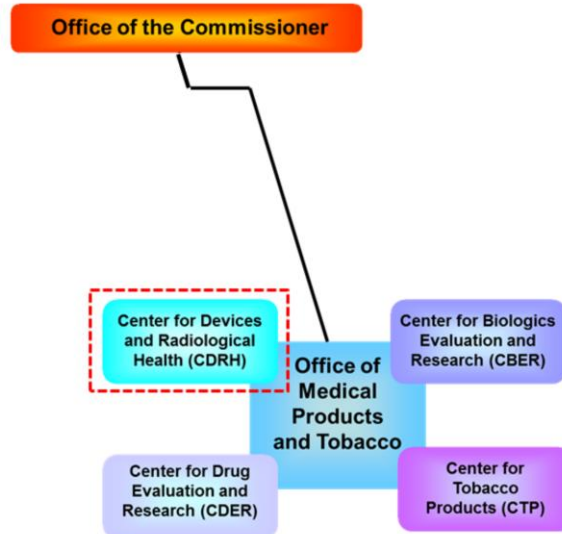 Office of the Commissioner
Center for Devices
and Radiological
Health (CDRH)
Center for Biologics
Evaluation and
Research (CBER)
Office of
Medical
Products
and Tobacco
Center for Drug
Evaluation and
Research (CDER)
Center for
Tobacco
Products (CTP)